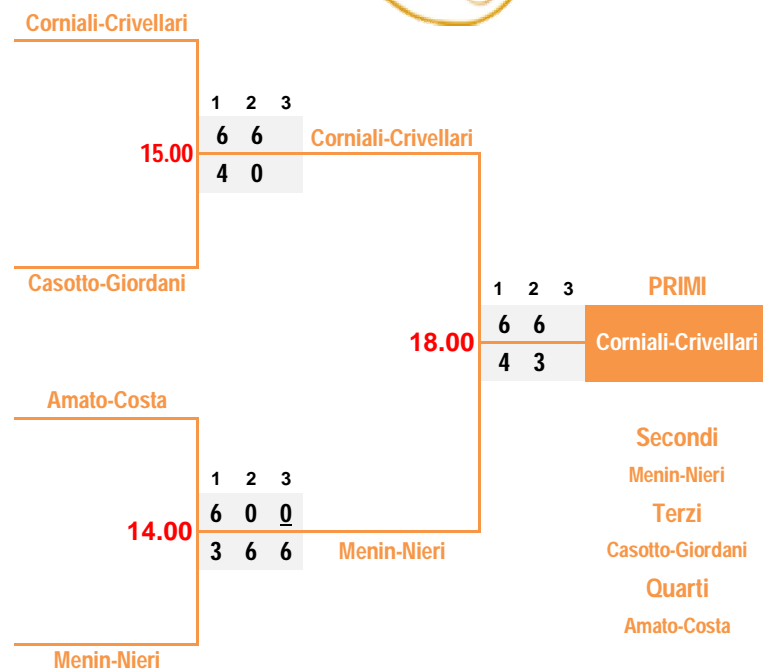 Corniali-Crivellari
1 2 3
6 6
Corniali-Crivellari
15.00
4 0
Casotto-Giordani
1 2 3
PRIMI
6 6
18.00
Corniali-Crivellari
4 3
Amato-Costa
Secondi
Menin-Nieri
1 2 3
6 0 0
Terzi
14.00
3 6 6
Menin-Nieri
Casotto-Giordani
Quarti
Amato-Costa
Menin-Nieri